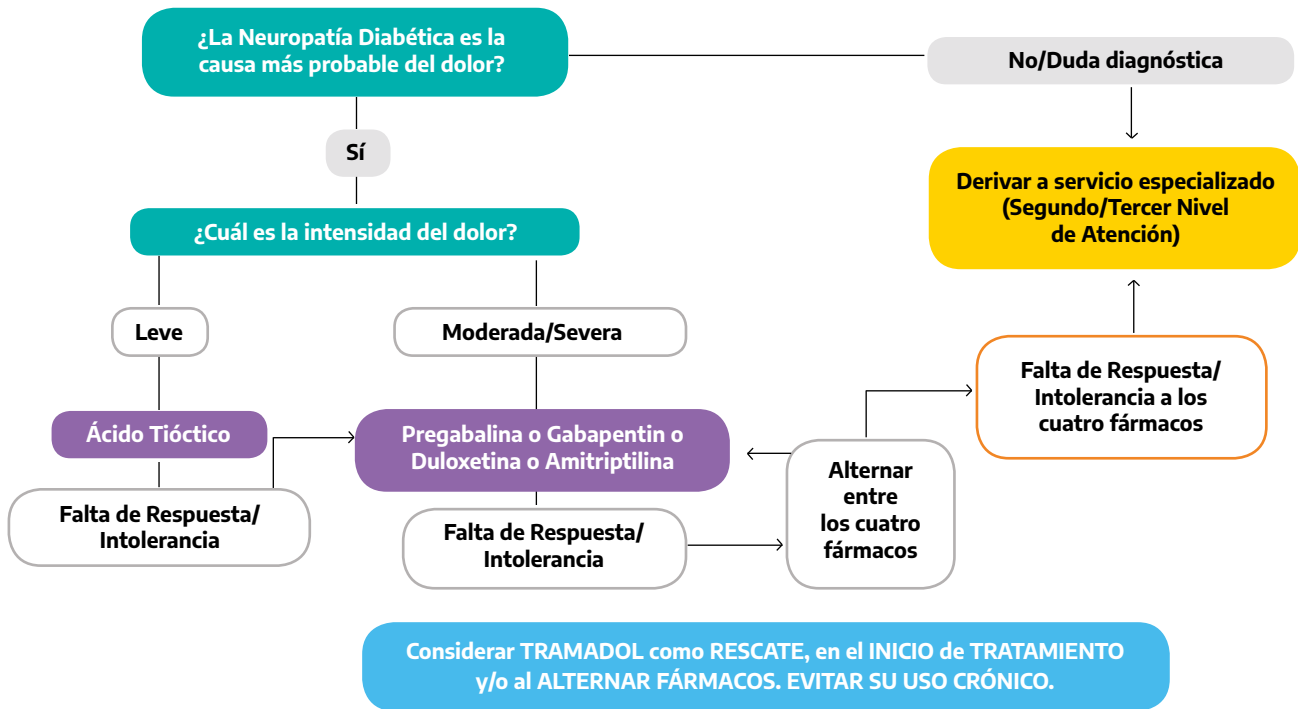 ¿La Neuropatía Diabética es la
causa más probable del dolor?
No/Duda diagnóstica
Sí
Derivar a servicio especializado
(Segundo/Tercer Nivel
de Atención)
¿Cuál es la intensidad del dolor?
Leve
Moderada/Severa
Falta de Respuesta/
Intolerancia a los
cuatro fármacos
Ácido Tióctico
Pregabalina o Gabapentin o
Duloxetina o Amitriptilina
Alternar
entre
los cuatro
fármacos
Falta de Respuesta/
Intolerancia
Falta de Respuesta/
Intolerancia
Considerar TRAMADOL como RESCATE, en el INICIO de TRATAMIENTO
y/o al ALTERNAR FÁRMACOS. EVITAR SU USO CRÓNICO.